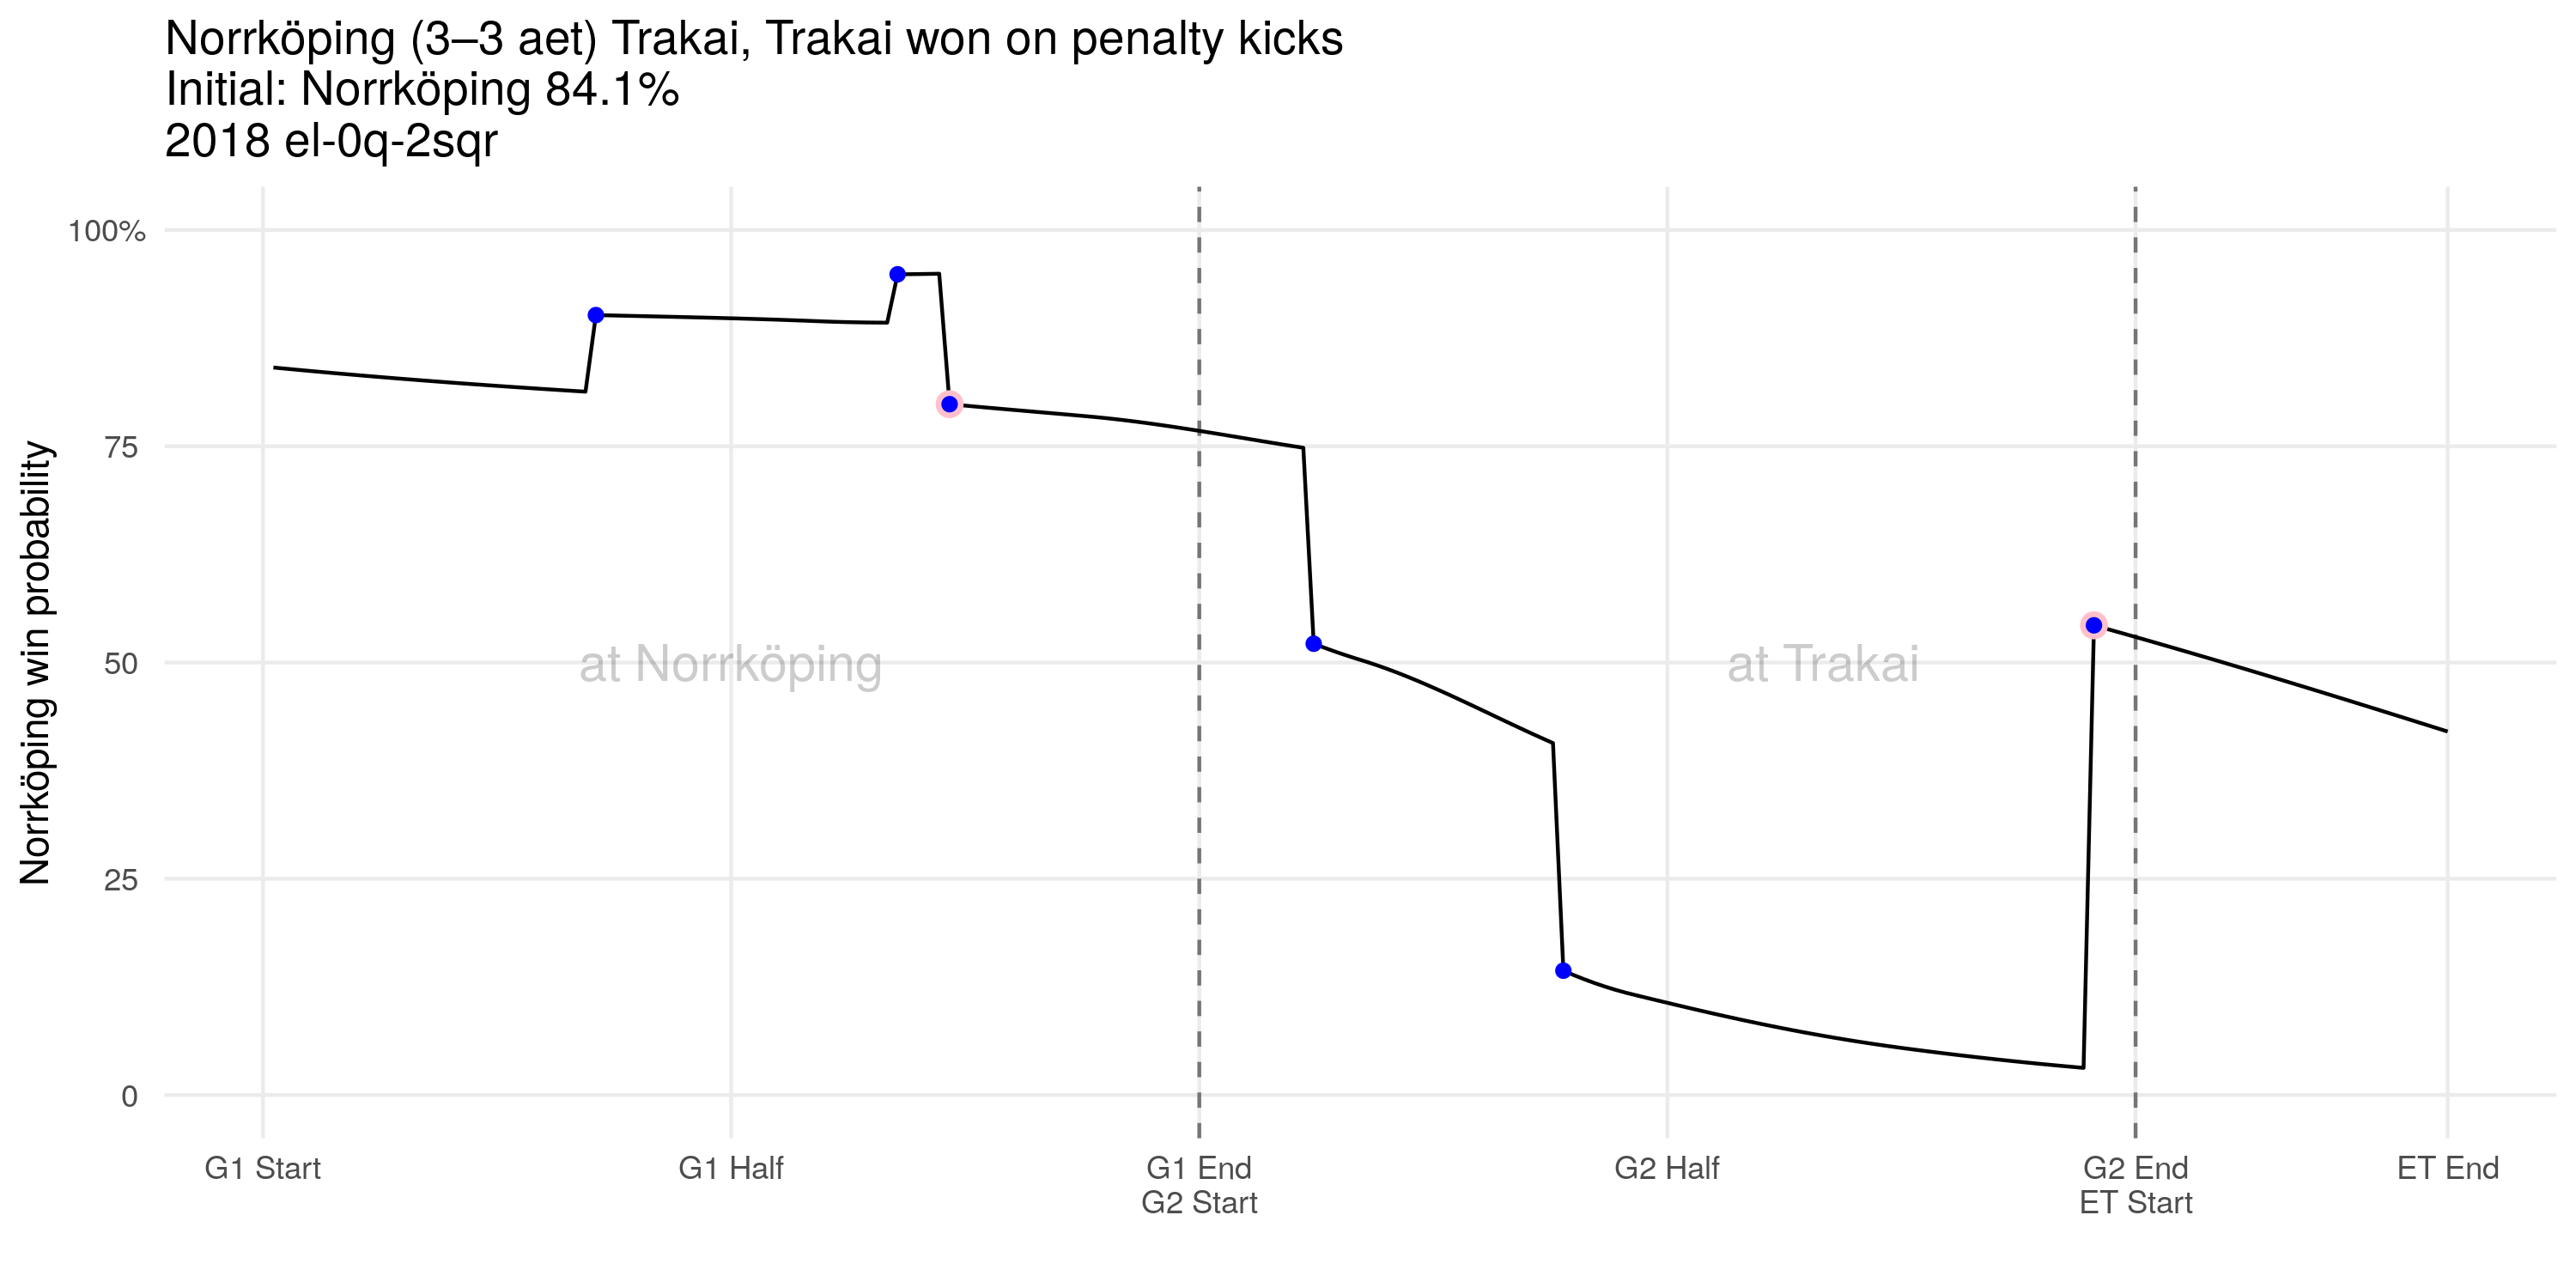 Norrköping (3–3 aet) Trakai, Trakai won on penalty kicks
Initial: Norrköping 84.1%
2018 el-0q-2sqr
Norrköping win probability
100%
75
50
25
0
at Norrköping
at Trakai
G1 Start
G1 Half
G1 End
G2 Start
G2 Half
G2 End
ET Start
ET End